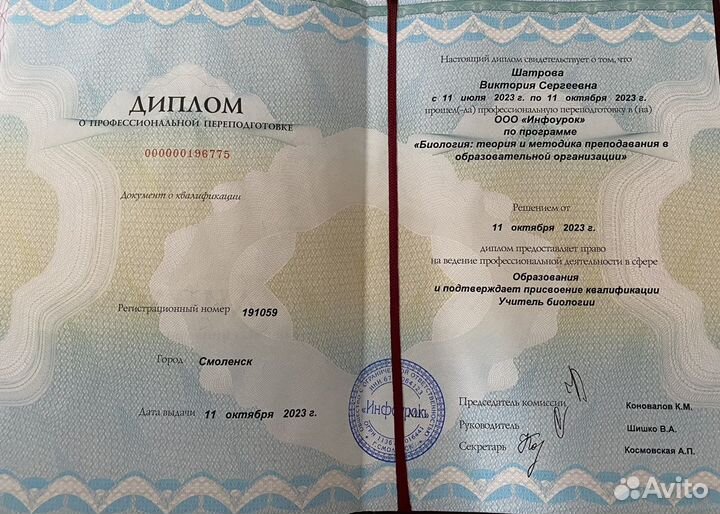 ДИПЛОМ
О ПРОФЕССИОНАЛЬНОЙ ПЕРЕПОДГОТОВКЕ
000000196775
Документ о квалификации
Регистрационный номер 191059
Город Смоленск
Дата выдачи 11 октября 2023 г.
Настоящий диплом свидетельствует о том, что
Шатрова
Виктория Сергеевна
с 11 июля 2023 г. по 11 октября 2023 г.
прошел(-ла) профессиональную переподготовку в (на)
ООО «Инфоурок»
по программе
«Биология: теория и методика преподавания в
образовательной организации»
Решением от
11 октября 2023 г.
диплом предоставляет право
на ведение профессиональной деятельности в сфере
Образования
и подтверждает присвоение квалификации
Учитель биологии
Председатель комиссии Коновалов К.М.
Руководитель Шишко В.А.
Секретарь Космовская А.П.
«Инфоурок»
Avito